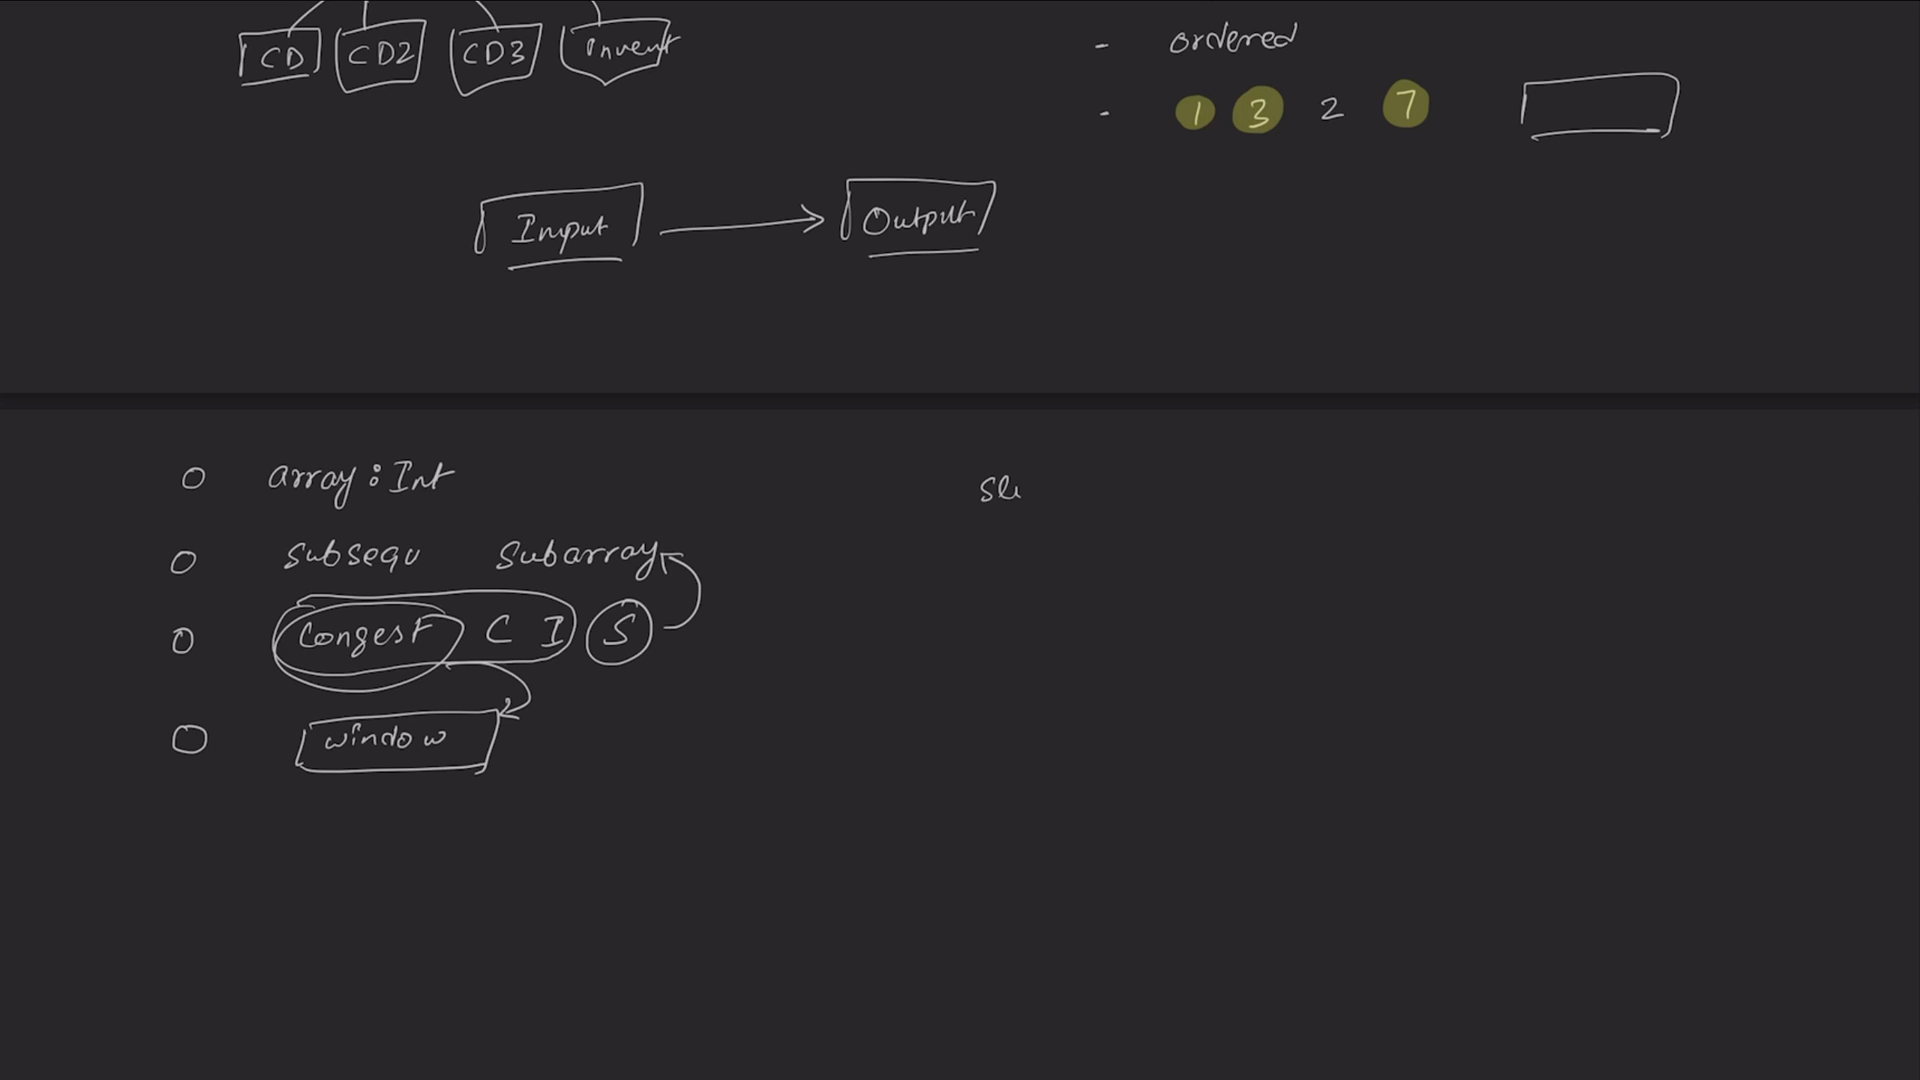 CD CD2 CD3 invent
- ordered
- 1 3 2 7
Input Output
array : Int
sli
subsequ subarray
longest C I S
window